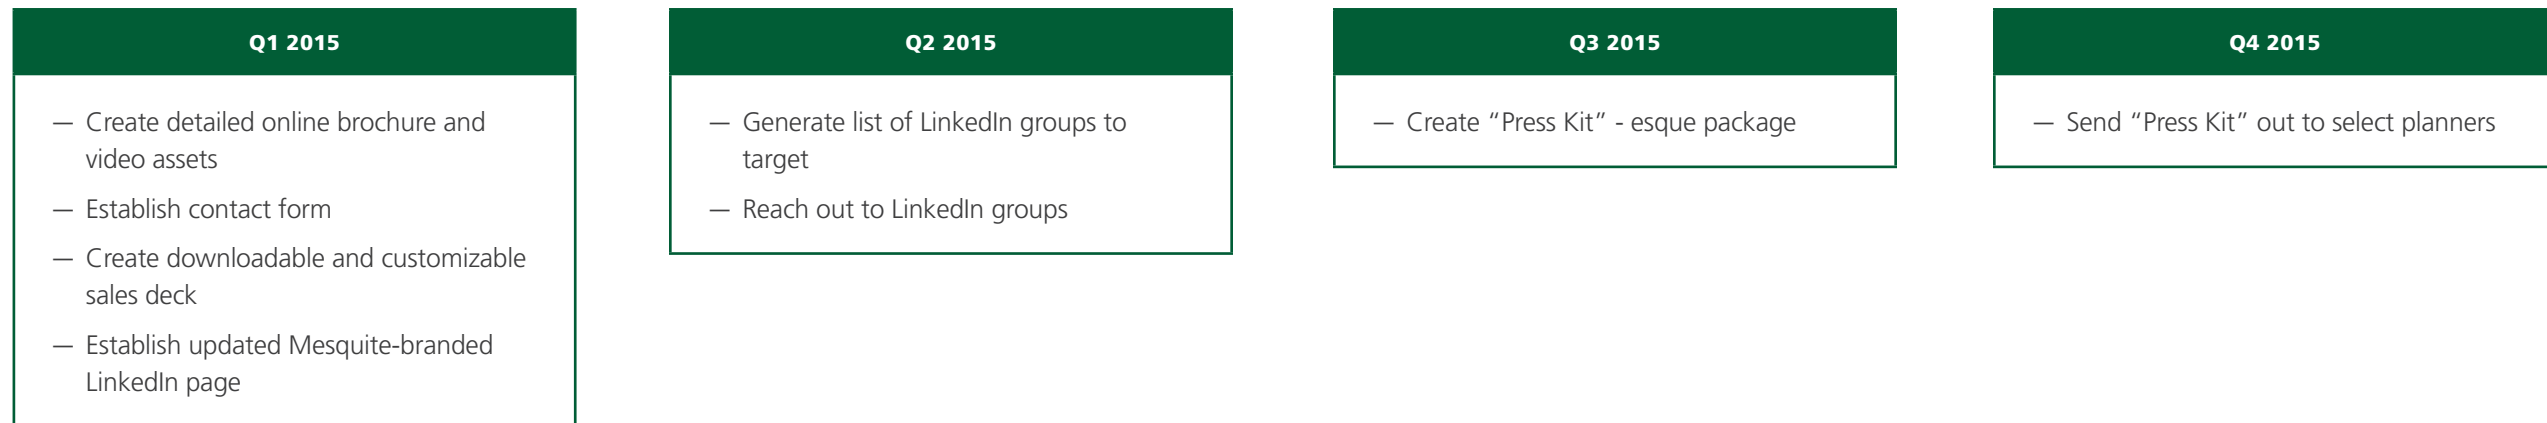 Q1 2015
— Create detailed online brochure and
video assets
— Establish contact form
— Create downloadable and customizable
sales deck
— Establish updated Mesquite-branded
LinkedIn page
Q2 2015
— Generate list of LinkedIn groups to
target
— Reach out to LinkedIn groups
Q3 2015
— Create “Press Kit” - esque package
Q4 2015
— Send “Press Kit” out to select planners